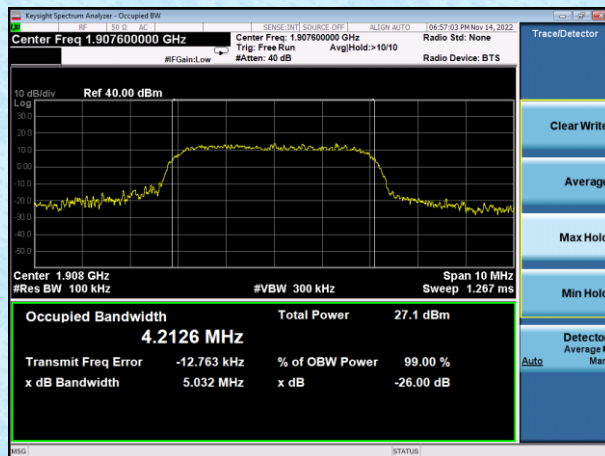 Keysight Spectrum Analyzer - Occupied BW
RF 50 Ω AC SENSE:INT SOURCE OFF ALIGN AUTO 06:57:03 PM Nov 14, 2022
Center Freq 1.907600000 GHz
Center Freq: 1.907600000 GHz
Radio Std: None
Trig: Free Run Avg|Hold:>10/10
#IFGain:Low #Atten: 40 dB Radio Device: BTS
Trace/Detector
10 dB/div Ref 40.00 dBm
Log
30.0
20.0
10.0
0.00
-10.0
-20.0
-30.0
-40.0
-50.0
Center 1.908 GHz Span 10 MHz
#Res BW 100 kHz #VBW 300 kHz Sweep 1.267 ms
Occupied Bandwidth Total Power 27.1 dBm
4.2126 MHz
Transmit Freq Error -12.763 kHz % of OBW Power 99.00 %
x dB Bandwidth 5.032 MHz x dB -26.00 dB
Clear Write
Average
Max Hold
Min Hold
Detector
Average
Auto Man
MSG STATUS